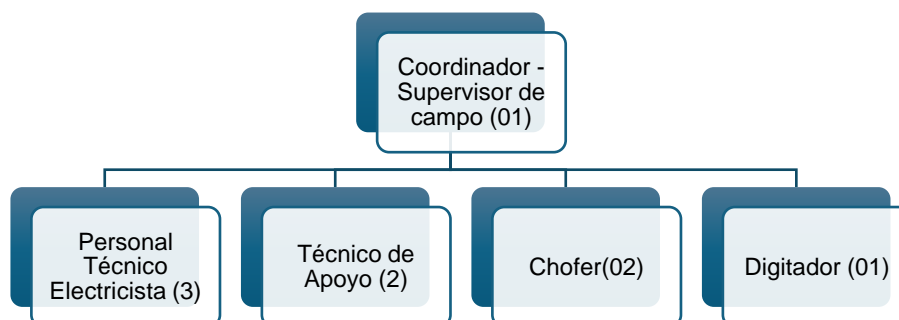 Coordinador -
Supervisor de
campo (01)
Personal
Técnico
Electricista (3)
Técnico de
Apoyo (2)
Chofer(02)
Digitador (01)